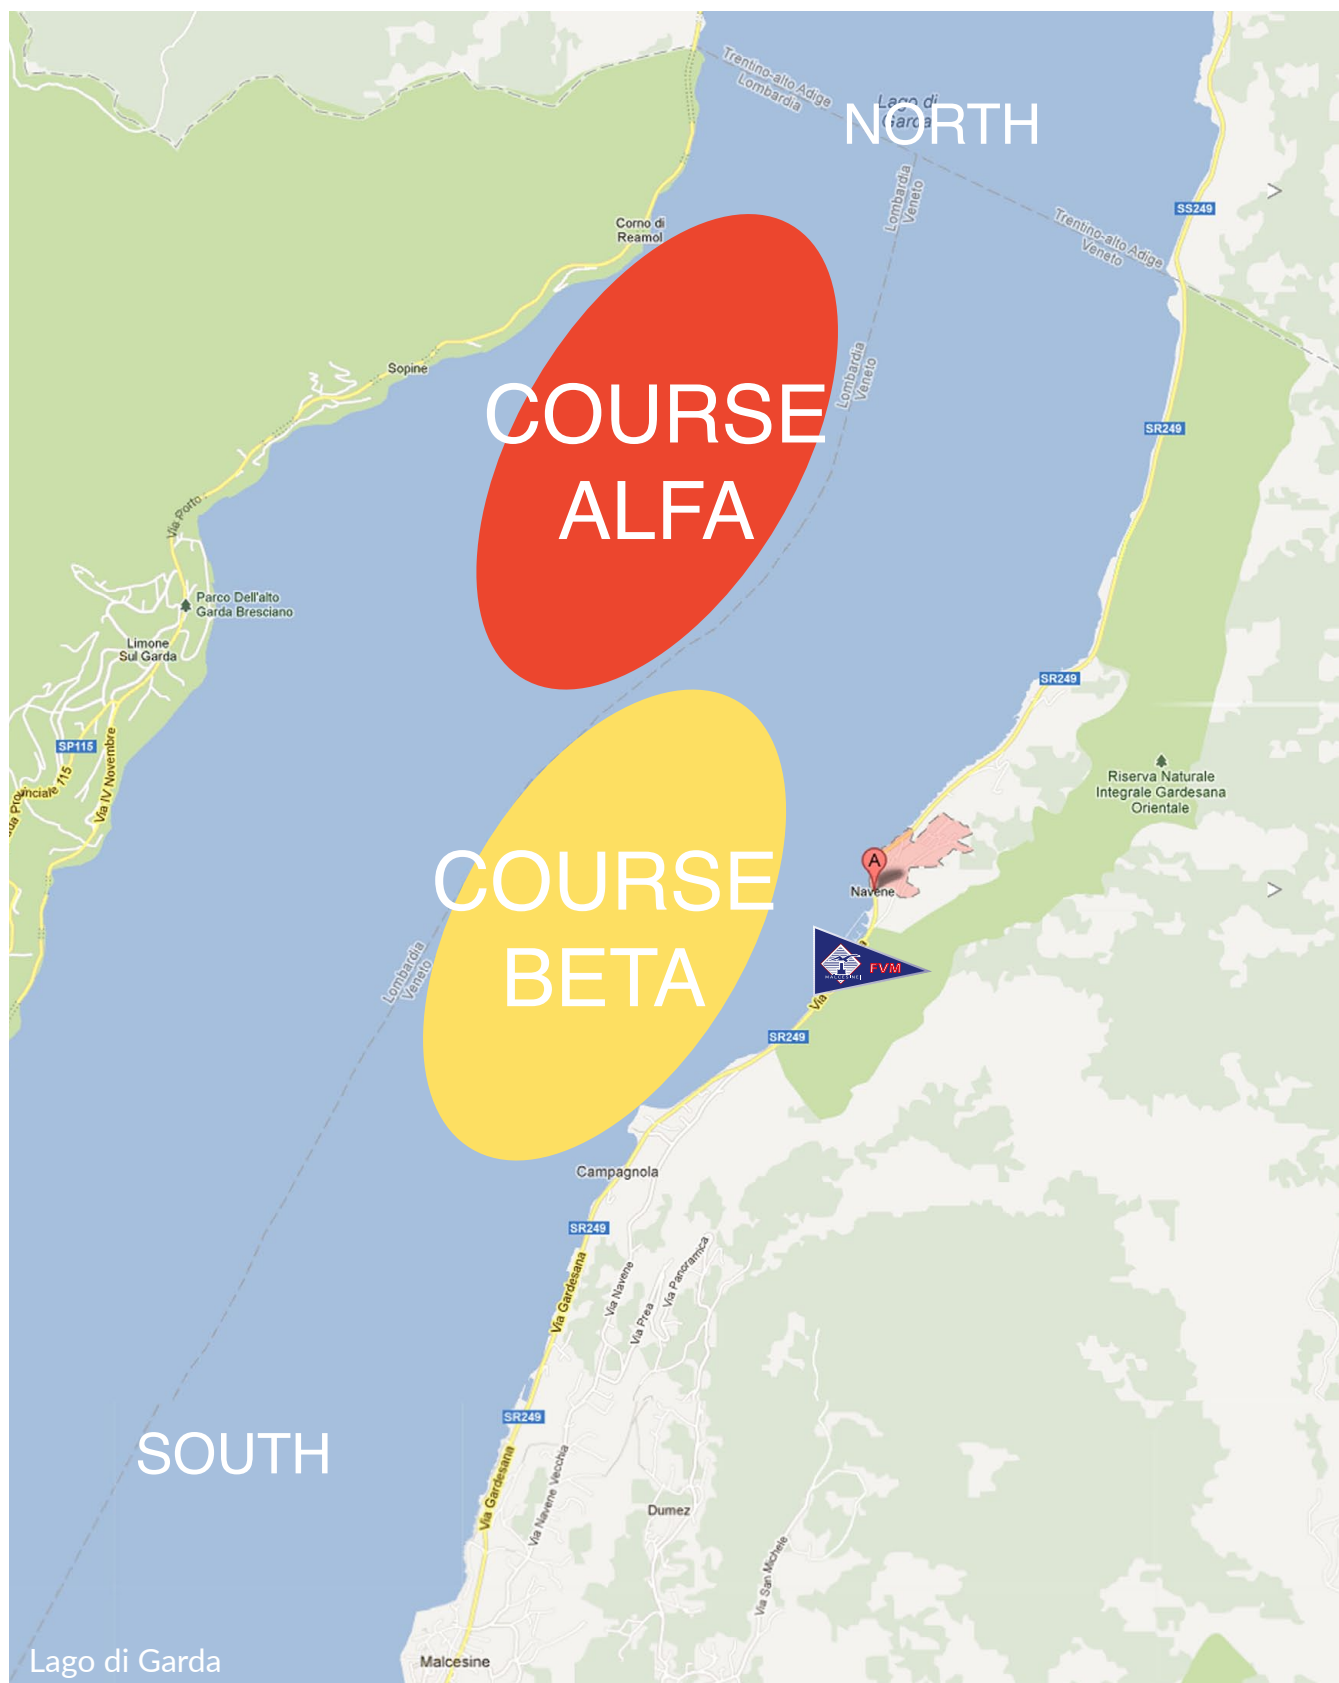 Trentino-alto Adige
Lombardia
Lago di
Garda
NORTH
Lombardia
Veneto
SS249
Corno di
Reamol
Trentino-alto Adige
Veneto
Sopine
Lombardia
Veneto
COURSE
ALFA
SR249
Via Porto
Parco Dell'alto
Garda Bresciano
Limone
Sul Garda
SR249
SP115
Via IV Novembre
115
Riserva Naturale
Integrale Gardesana
Orientale
A
Navene
COURSE
BETA
Lombardia
Veneto
MALCESINE
FVM
Via
SR249
Campagnola
SR249
Via Gardesana
Via Navene
Via Prea
Via Panoramica
SR249
SOUTH
Via Gardesana
Via Navene Vecchia
Dumez
Via San Michele
Lago di Garda
Malcesine